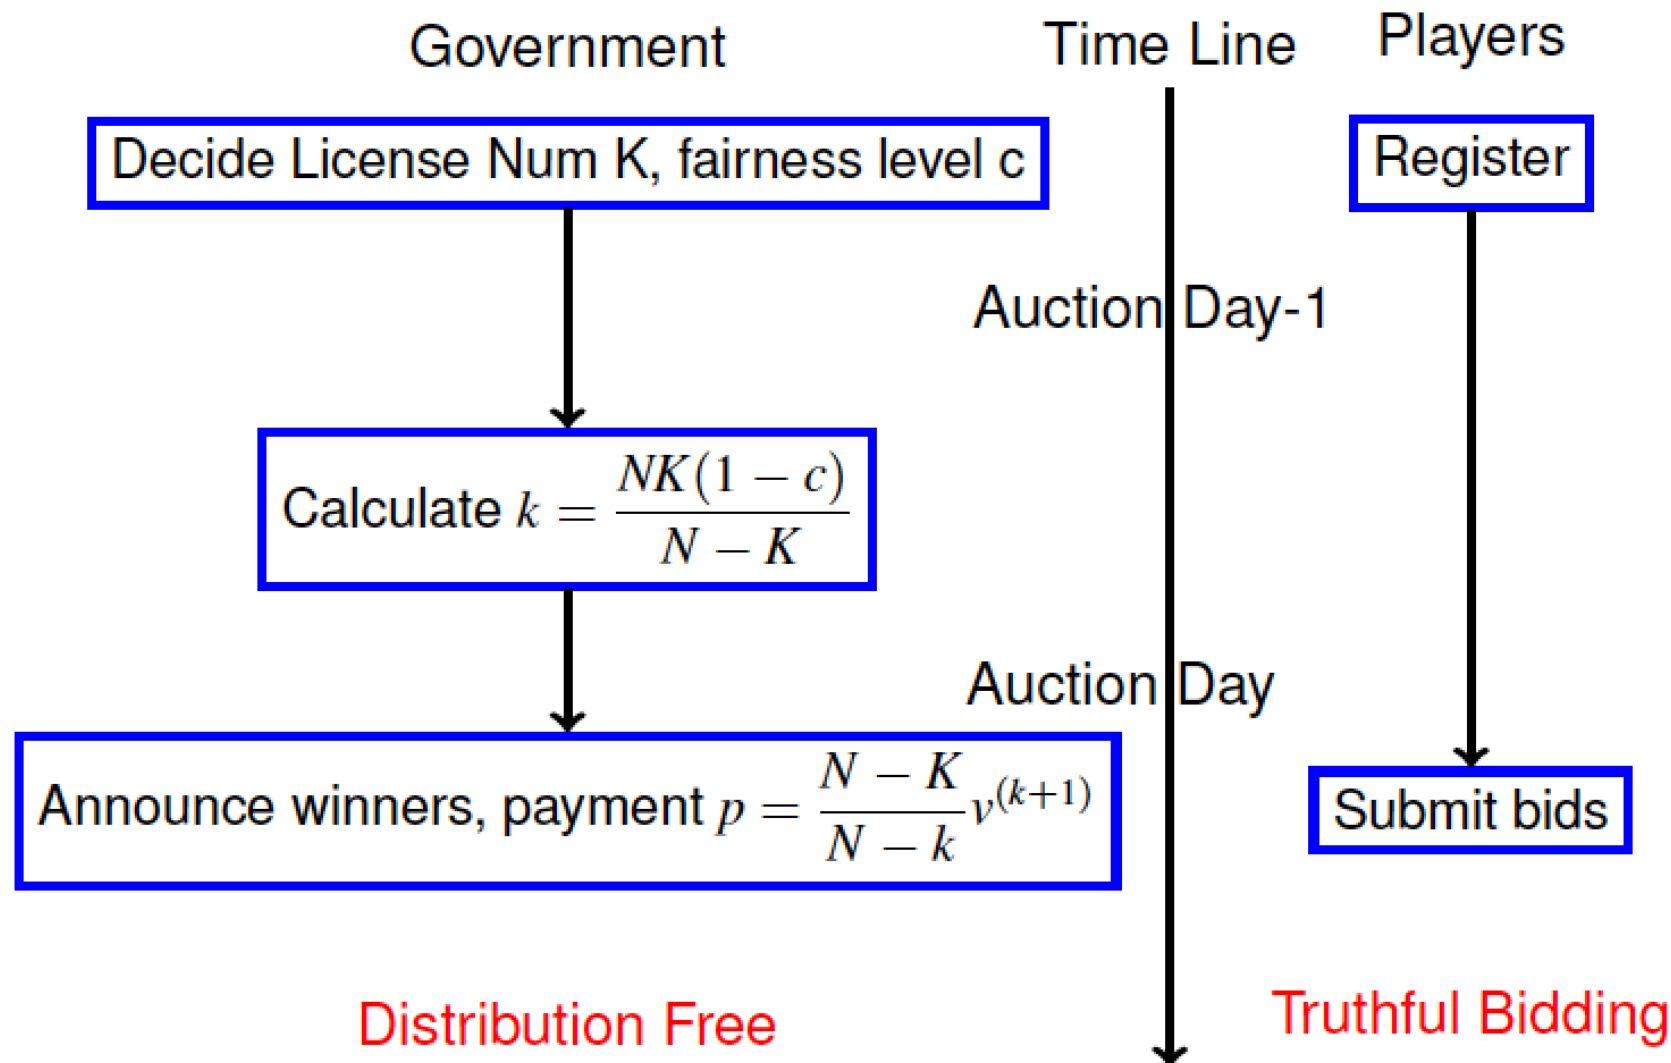 Government
Time Line
Players
Decide License Num K, fairness level c
Register
Auction Day-1
Calculate k = NK(1 − c) / N − K
Auction Day
Announce winners, payment p = N − K / N − k v^(k+1)
Submit bids
Distribution Free
Truthful Bidding